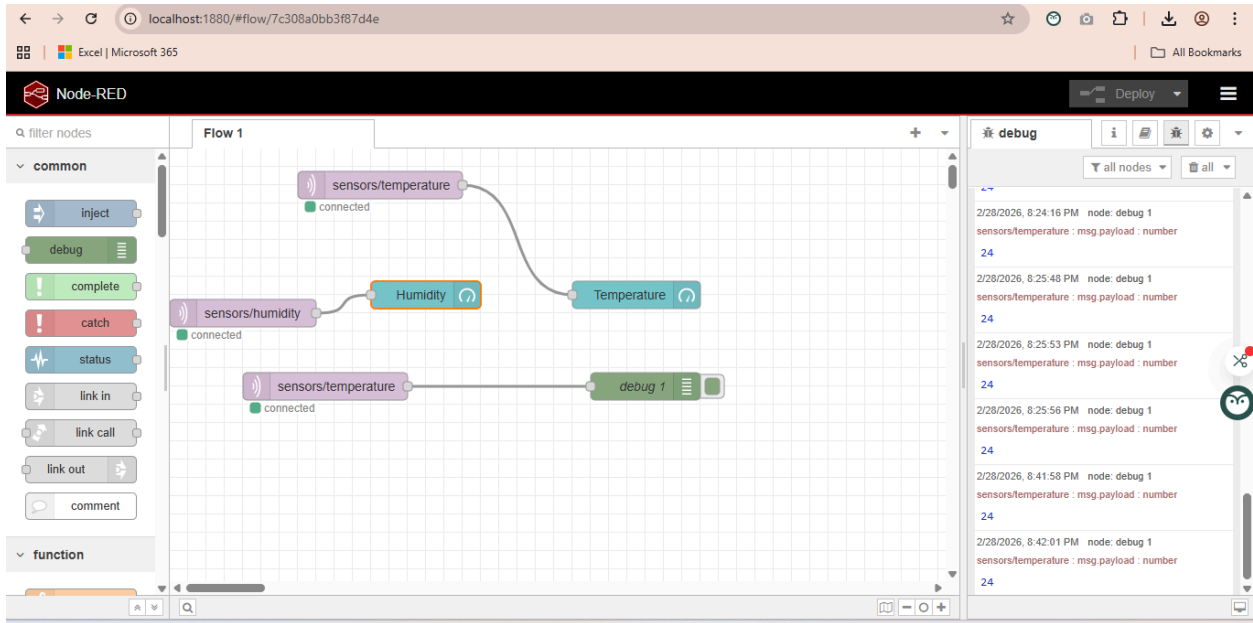 localhost:1880/#flow/7c308a0bb3f87d4e
Excel | Microsoft 365
All Bookmarks
Node-RED
Deploy
filter nodes
Flow 1
debug
i
common
all nodes
all
inject
debug
complete
catch
status
link in
link call
link out
comment
function
sensors/temperature
connected
Humidity
Temperature
sensors/humidity
connected
sensors/temperature
connected
debug 1
24
2/28/2026, 8:24:16 PM node: debug 1
sensors/temperature : msg.payload : number
24
2/28/2026, 8:25:48 PM node: debug 1
sensors/temperature : msg.payload : number
24
2/28/2026, 8:25:53 PM node: debug 1
sensors/temperature : msg.payload : number
24
2/28/2026, 8:25:56 PM node: debug 1
sensors/temperature : msg.payload : number
24
2/28/2026, 8:41:58 PM node: debug 1
sensors/temperature : msg.payload : number
24
2/28/2026, 8:42:01 PM node: debug 1
sensors/temperature : msg.payload : number
24